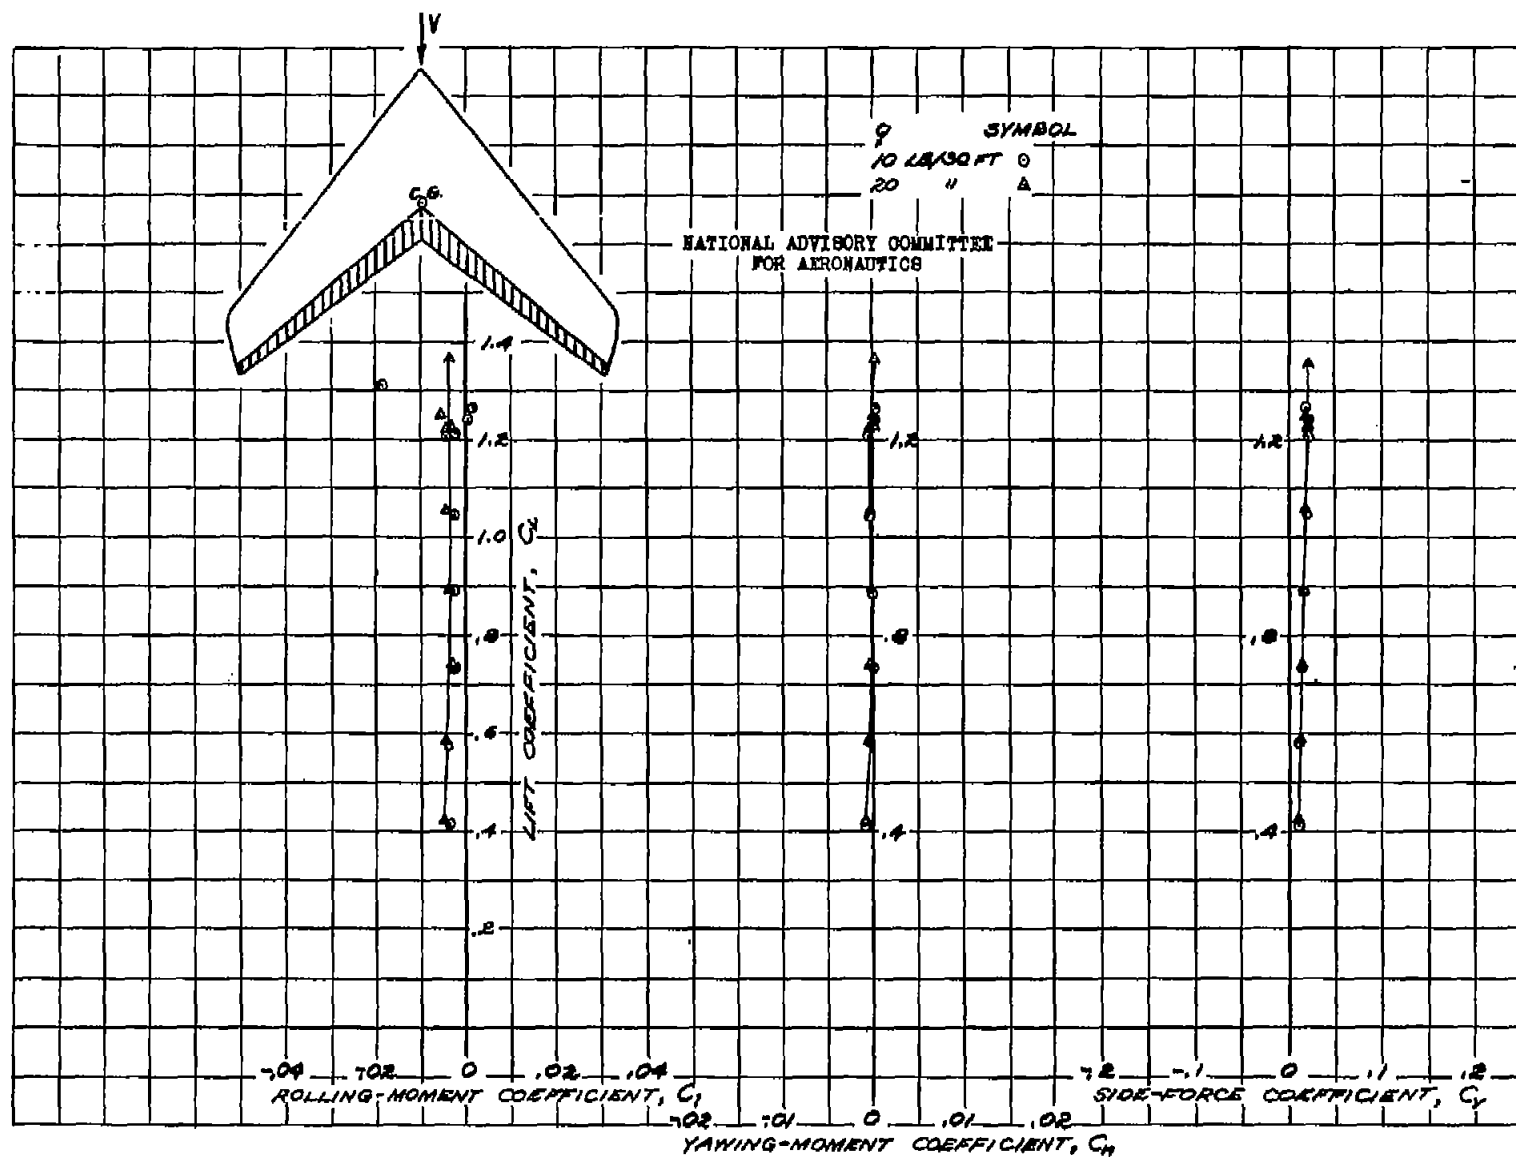 V
C.G.
q SYMBOL
10 LB/SQ FT ⊙
20 " △
NATIONAL ADVISORY COMMITTEE
FOR AERONAUTICS
1.4
1.2
1.0
.8
.6
.4
.2
LIFT COEFFICIENT, CL
1.2
.8
.4
1.2
.8
.4
-.04 -.02 0 .02 .04
ROLLING-MOMENT COEFFICIENT, Cl
-.02 -.01 0 .01 .02
YAWING-MOMENT COEFFICIENT, Cn
-.2 -.1 0 .1 .2
SIDE-FORCE COEFFICIENT, CY